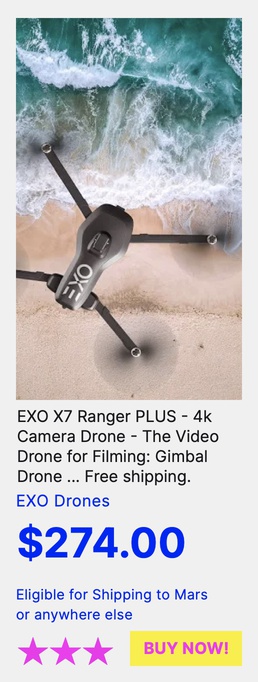 EXO
EXO X7 Ranger PLUS - 4k
Camera Drone - The Video
Drone for Filming: Gimbal
Drone ... Free shipping.
EXO Drones
$274.00
Eligible for Shipping to Mars
or anywhere else
BUY NOW!